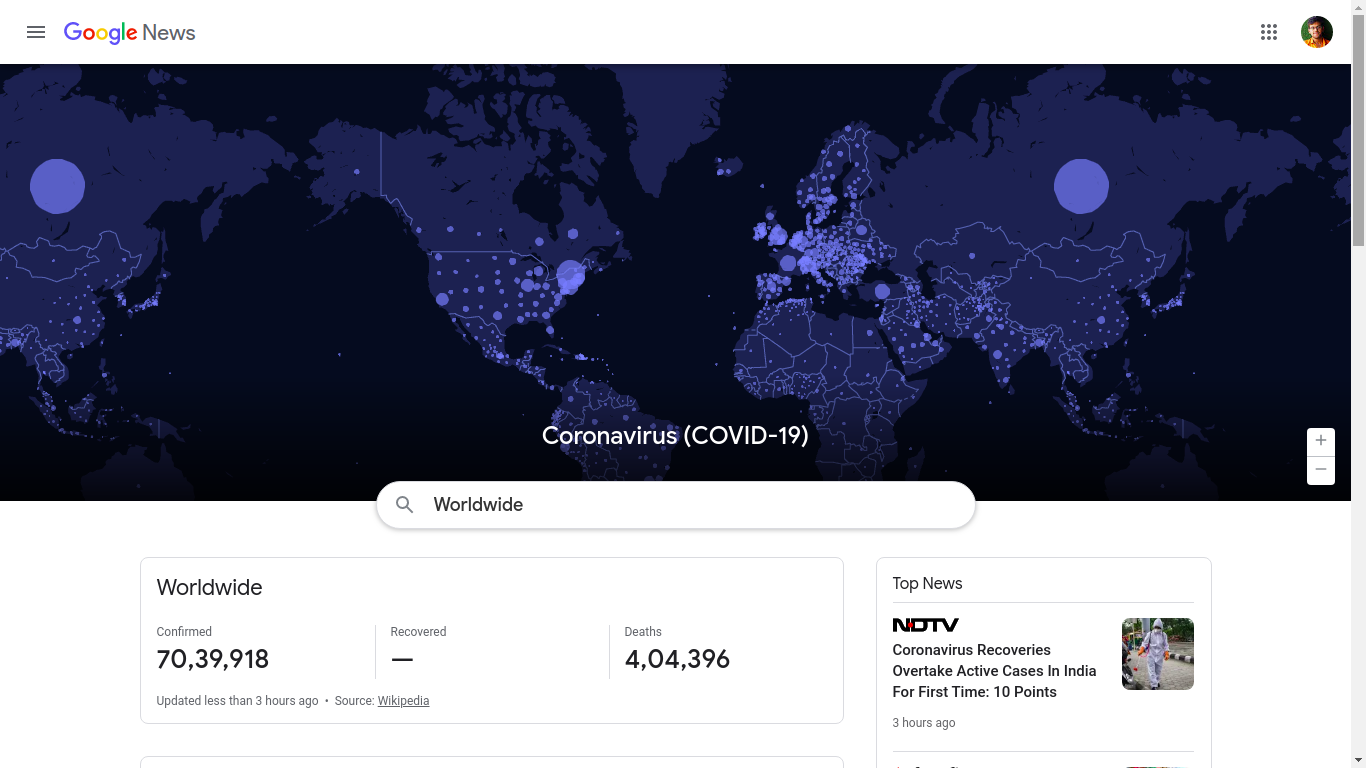 Google News
Coronavirus (COVID-19)
+
−
Worldwide
Worldwide
Confirmed
70,39,918
Recovered
—
Deaths
4,04,396
Updated less than 3 hours ago • Source: Wikipedia
Top News
NDTV
Coronavirus Recoveries
Overtake Active Cases In India
For First Time: 10 Points
3 hours ago